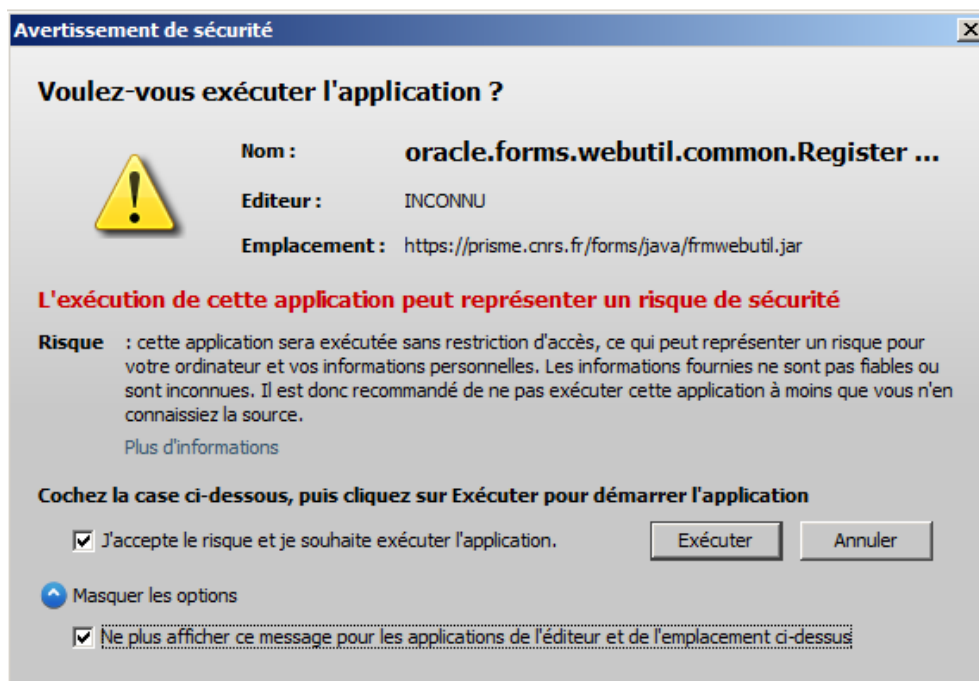 Avertissement de sécurité
Voulez-vous exécuter l'application ?
Nom : oracle.forms.webutil.common.Register ...
Editeur : INCONNU
Emplacement : https://prisme.cnrs.fr/forms/java/frmwebutil.jar
L'exécution de cette application peut représenter un risque de sécurité
Risque : cette application sera exécutée sans restriction d'accès, ce qui peut représenter un risque pour
votre ordinateur et vos informations personnelles. Les informations fournies ne sont pas fiables ou
sont inconnues. Il est donc recommandé de ne pas exécuter cette application à moins que vous n'en
connaissiez la source.
Plus d'informations
Cochez la case ci-dessous, puis cliquez sur Exécuter pour démarrer l'application
J'accepte le risque et je souhaite exécuter l'application. Exécuter Annuler
Masquer les options
Ne plus afficher ce message pour les applications de l'éditeur et de l'emplacement ci-dessus